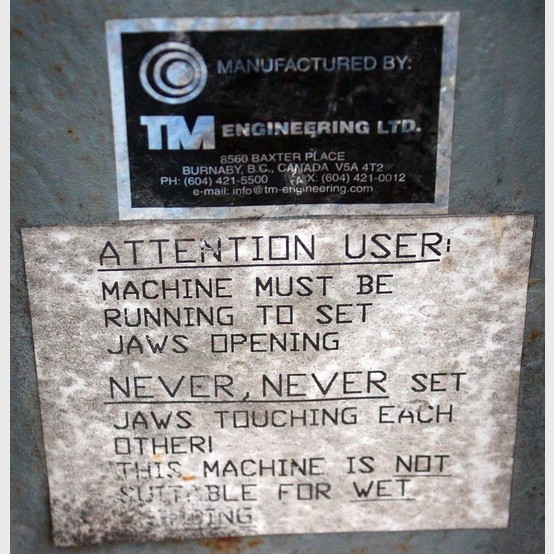 MANUFACTURED BY:
TM ENGINEERING LTD.
8560 BAXTER PLACE
BURNABY, B.C., CANADA V5A 4T2
PH: (604) 421-5500 FAX: (604) 421-0012
e-mail: info@tm-engineering.com
ATTENTION USER:
MACHINE MUST BE
RUNNING TO SET
JAWS OPENING
NEVER, NEVER SET
JAWS TOUCHING EACH
OTHER!
THIS MACHINE IS NOT
SUITABLE FOR WET